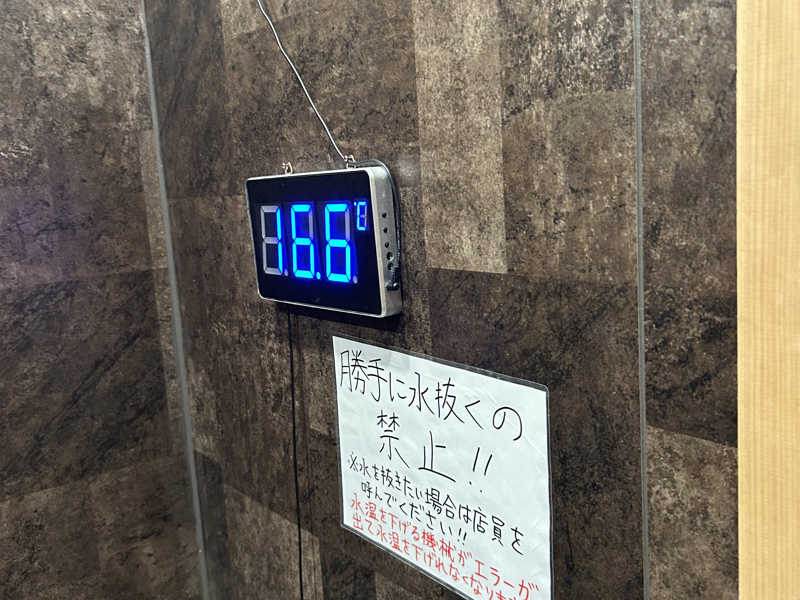 16.6
勝手に水抜くの
禁止!!
※水を抜きたい場合は店員を
呼んでください!!
水温を下げる機械がエラーが
出て水温を下げれなくなります